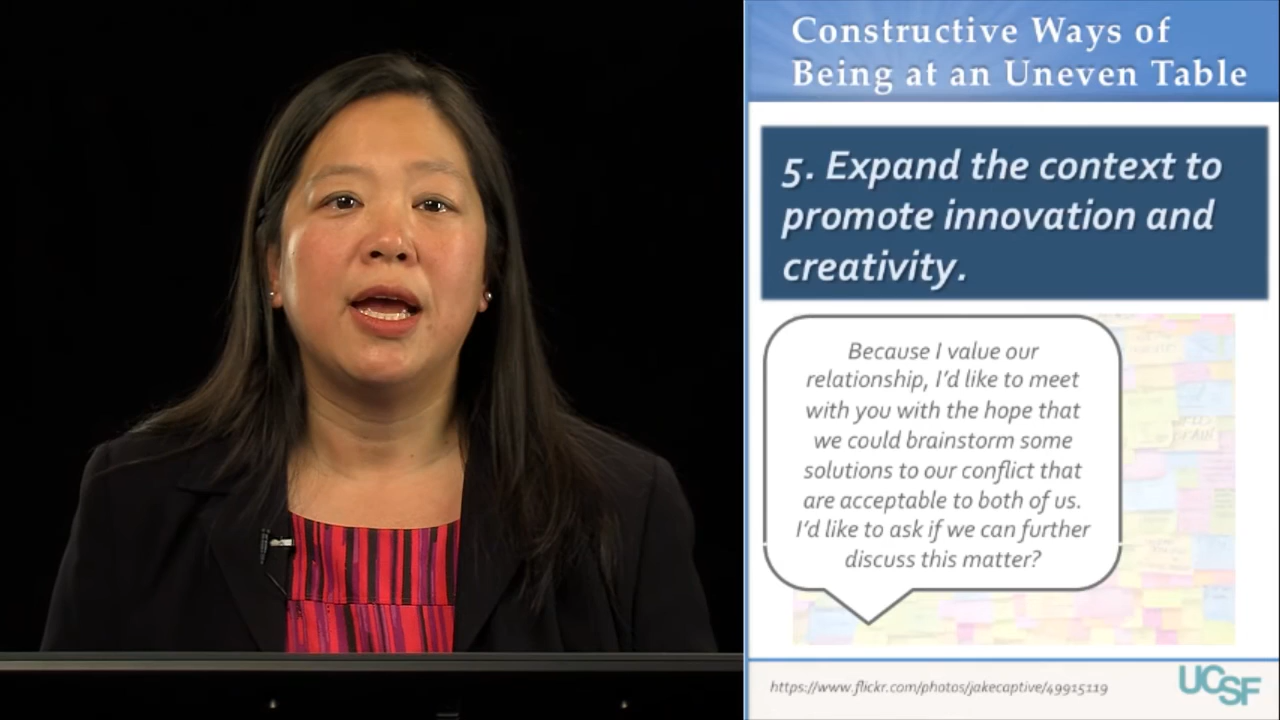 Constructive Ways of
Being at an Uneven Table
5. Expand the context to
promote innovation and
creativity.
Because I value our
relationship, I’d like to meet
with you with the hope that
we could brainstorm some
solutions to our conflict that
are acceptable to both of us.
I’d like to ask if we can further
discuss this matter?
https://www.flickr.com/photos/jakecaptive/49915119
UCSF